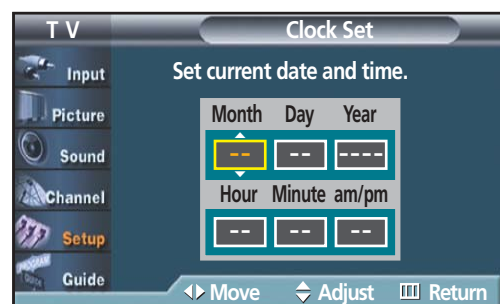 T V
Clock Set
Input
Picture
Sound
Channel
Setup
Guide
Set current date and time.
Month Day Year
-- -- ----
Hour Minute am/pm
-- -- --
Move Adjust Return